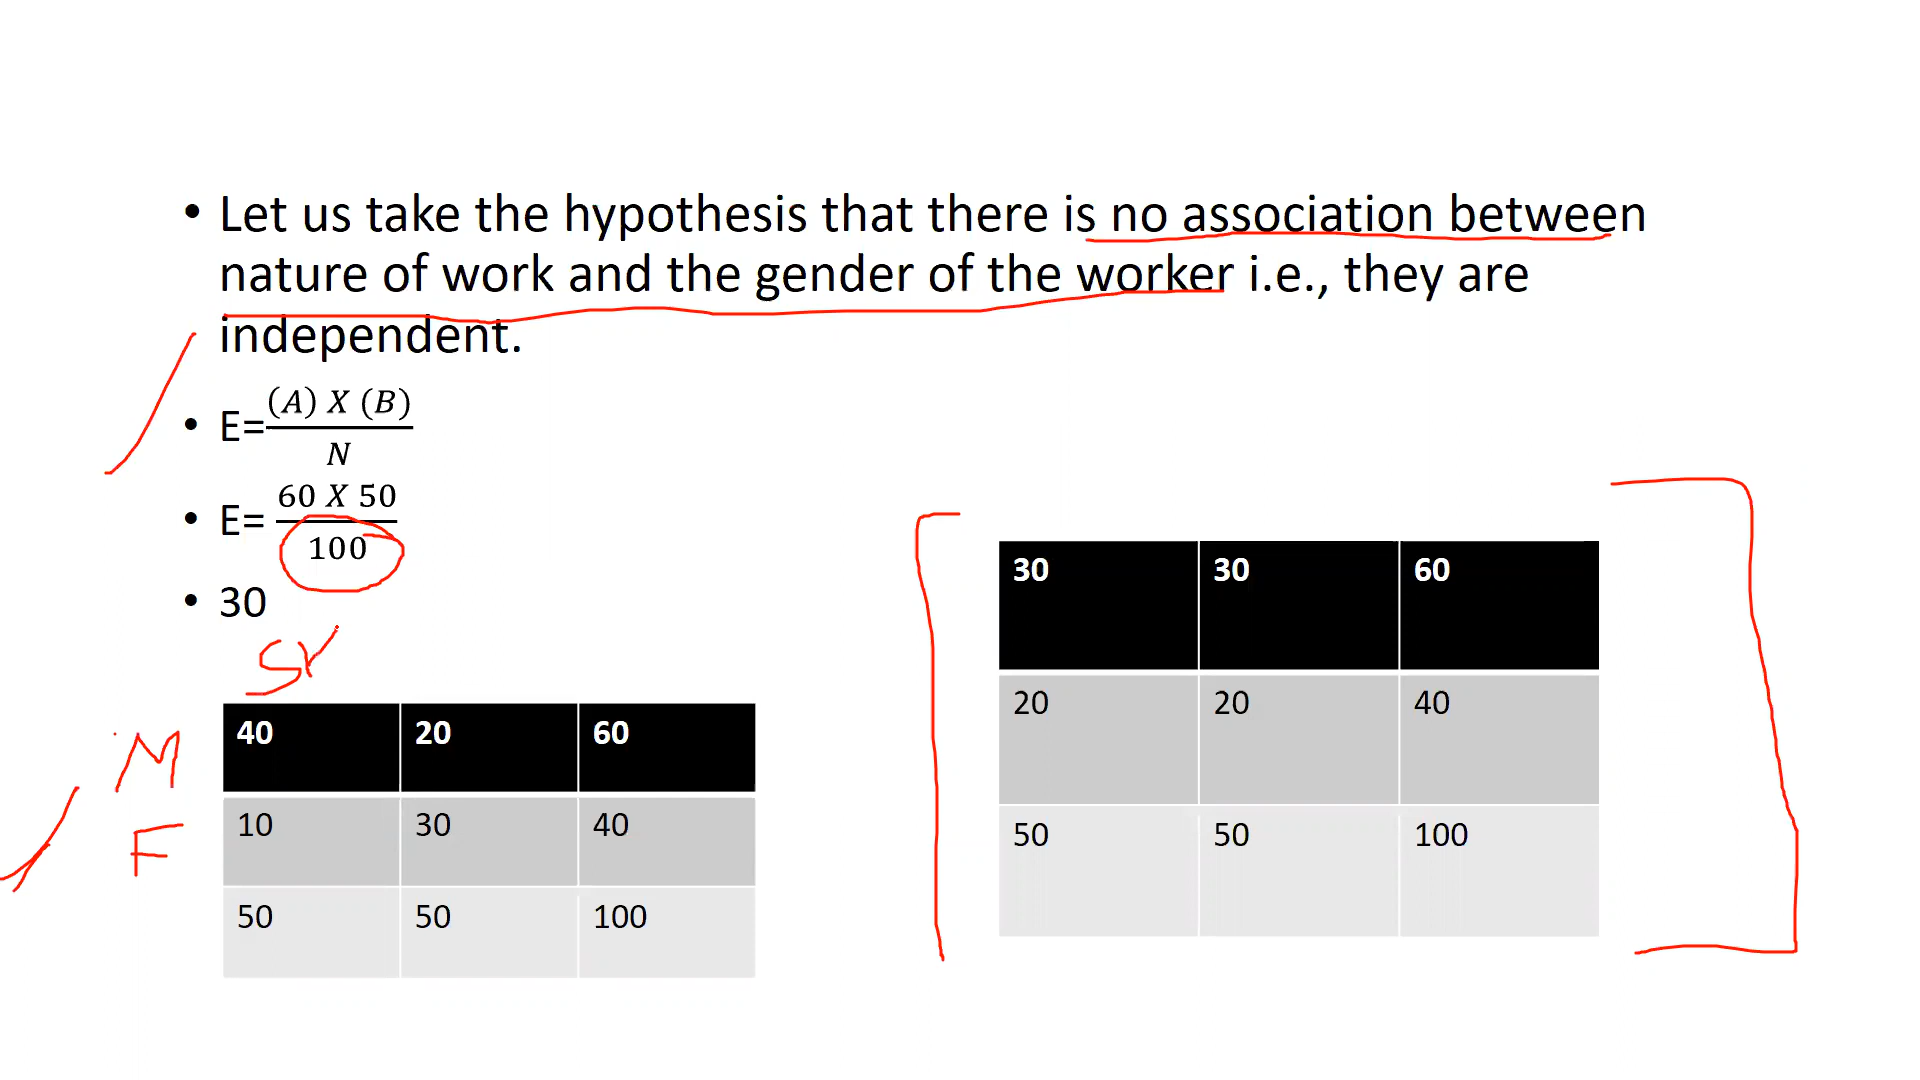 • Let us take the hypothesis that there is no association between
nature of work and the gender of the worker i.e., they are
independent.
• E=(A) X (B)
N
• E= 60 X 50
100
• 30
SK
M
F
40 20 60
10 30 40
50 50 100
30 30 60
20 20 40
50 50 100